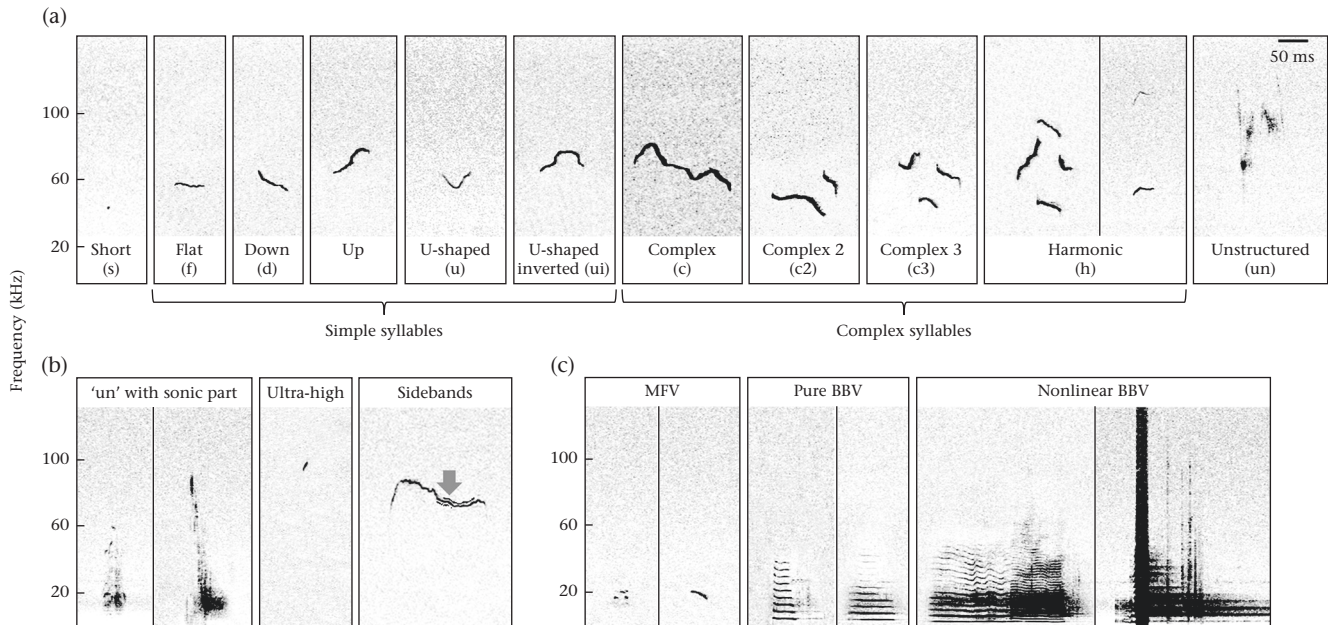 (a)
50 ms
100
60
20
Short
(s)
Flat
(f)
Down
(d)
Up
U-shaped
(u)
U-shaped
inverted (ui)
Complex
(c)
Complex 2
(c2)
Complex 3
(c3)
Harmonic
(h)
Unstructured
(un)
Simple syllables
Complex syllables
Frequency (kHz)
(b)
'un' with sonic part
Ultra-high
Sidebands
100
60
20
(c)
MFV
Pure BBV
Nonlinear BBV
100
60
20